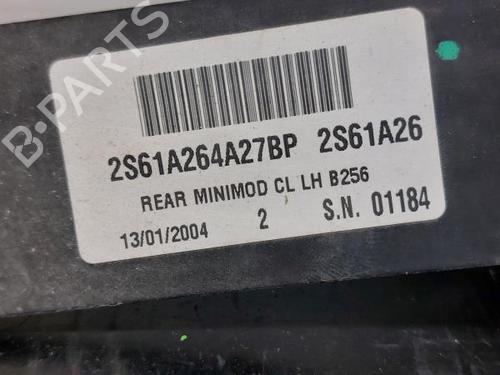 B-PARTS
2S61A264A27BP 2S61A26
REAR MINIMOD CL LH B256
13/01/2004 2 S.N. 01184